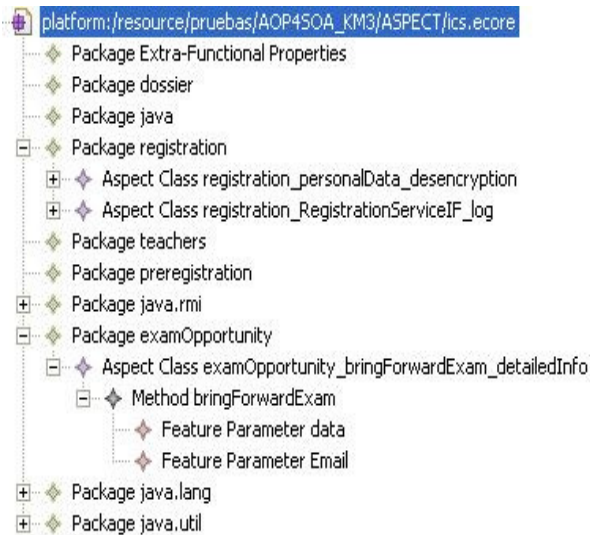 platform:/resource/pruebas/AOP4SOA_KM3/ASPECT/ics.ecore
Package Extra-Functional Properties
Package dossier
Package java
Package registration
Aspect Class registration_personalData_desencryption
Aspect Class registration_RegistrationServiceIF_log
Package teachers
Package preregistration
Package java.rmi
Package examOpportunity
Aspect Class examOpportunity_bringForwardExam_detailedInfo
Method bringForwardExam
Feature Parameter data
Feature Parameter Email
Package java.lang
Package java.util